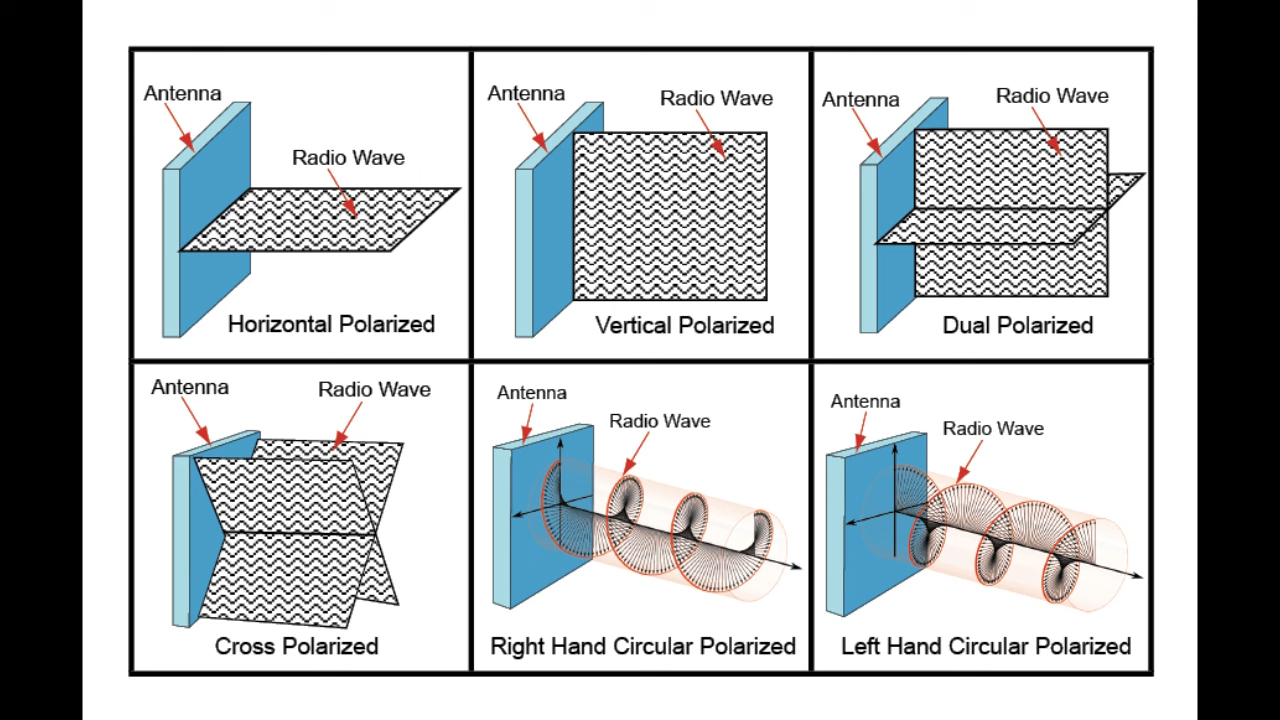 Antenna
Radio Wave
Horizontal Polarized
Antenna
Radio Wave
Vertical Polarized
Antenna
Radio Wave
Dual Polarized
Antenna
Radio Wave
Cross Polarized
Antenna
Radio Wave
Right Hand Circular Polarized
Antenna
Radio Wave
Left Hand Circular Polarized